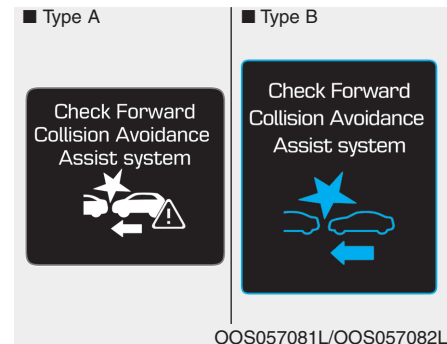 ■ Type A
Check Forward
Collision Avoidance
Assist system
■ Type B
Check Forward
Collision Avoidance
Assist system
OOS057081L/OOS057082L